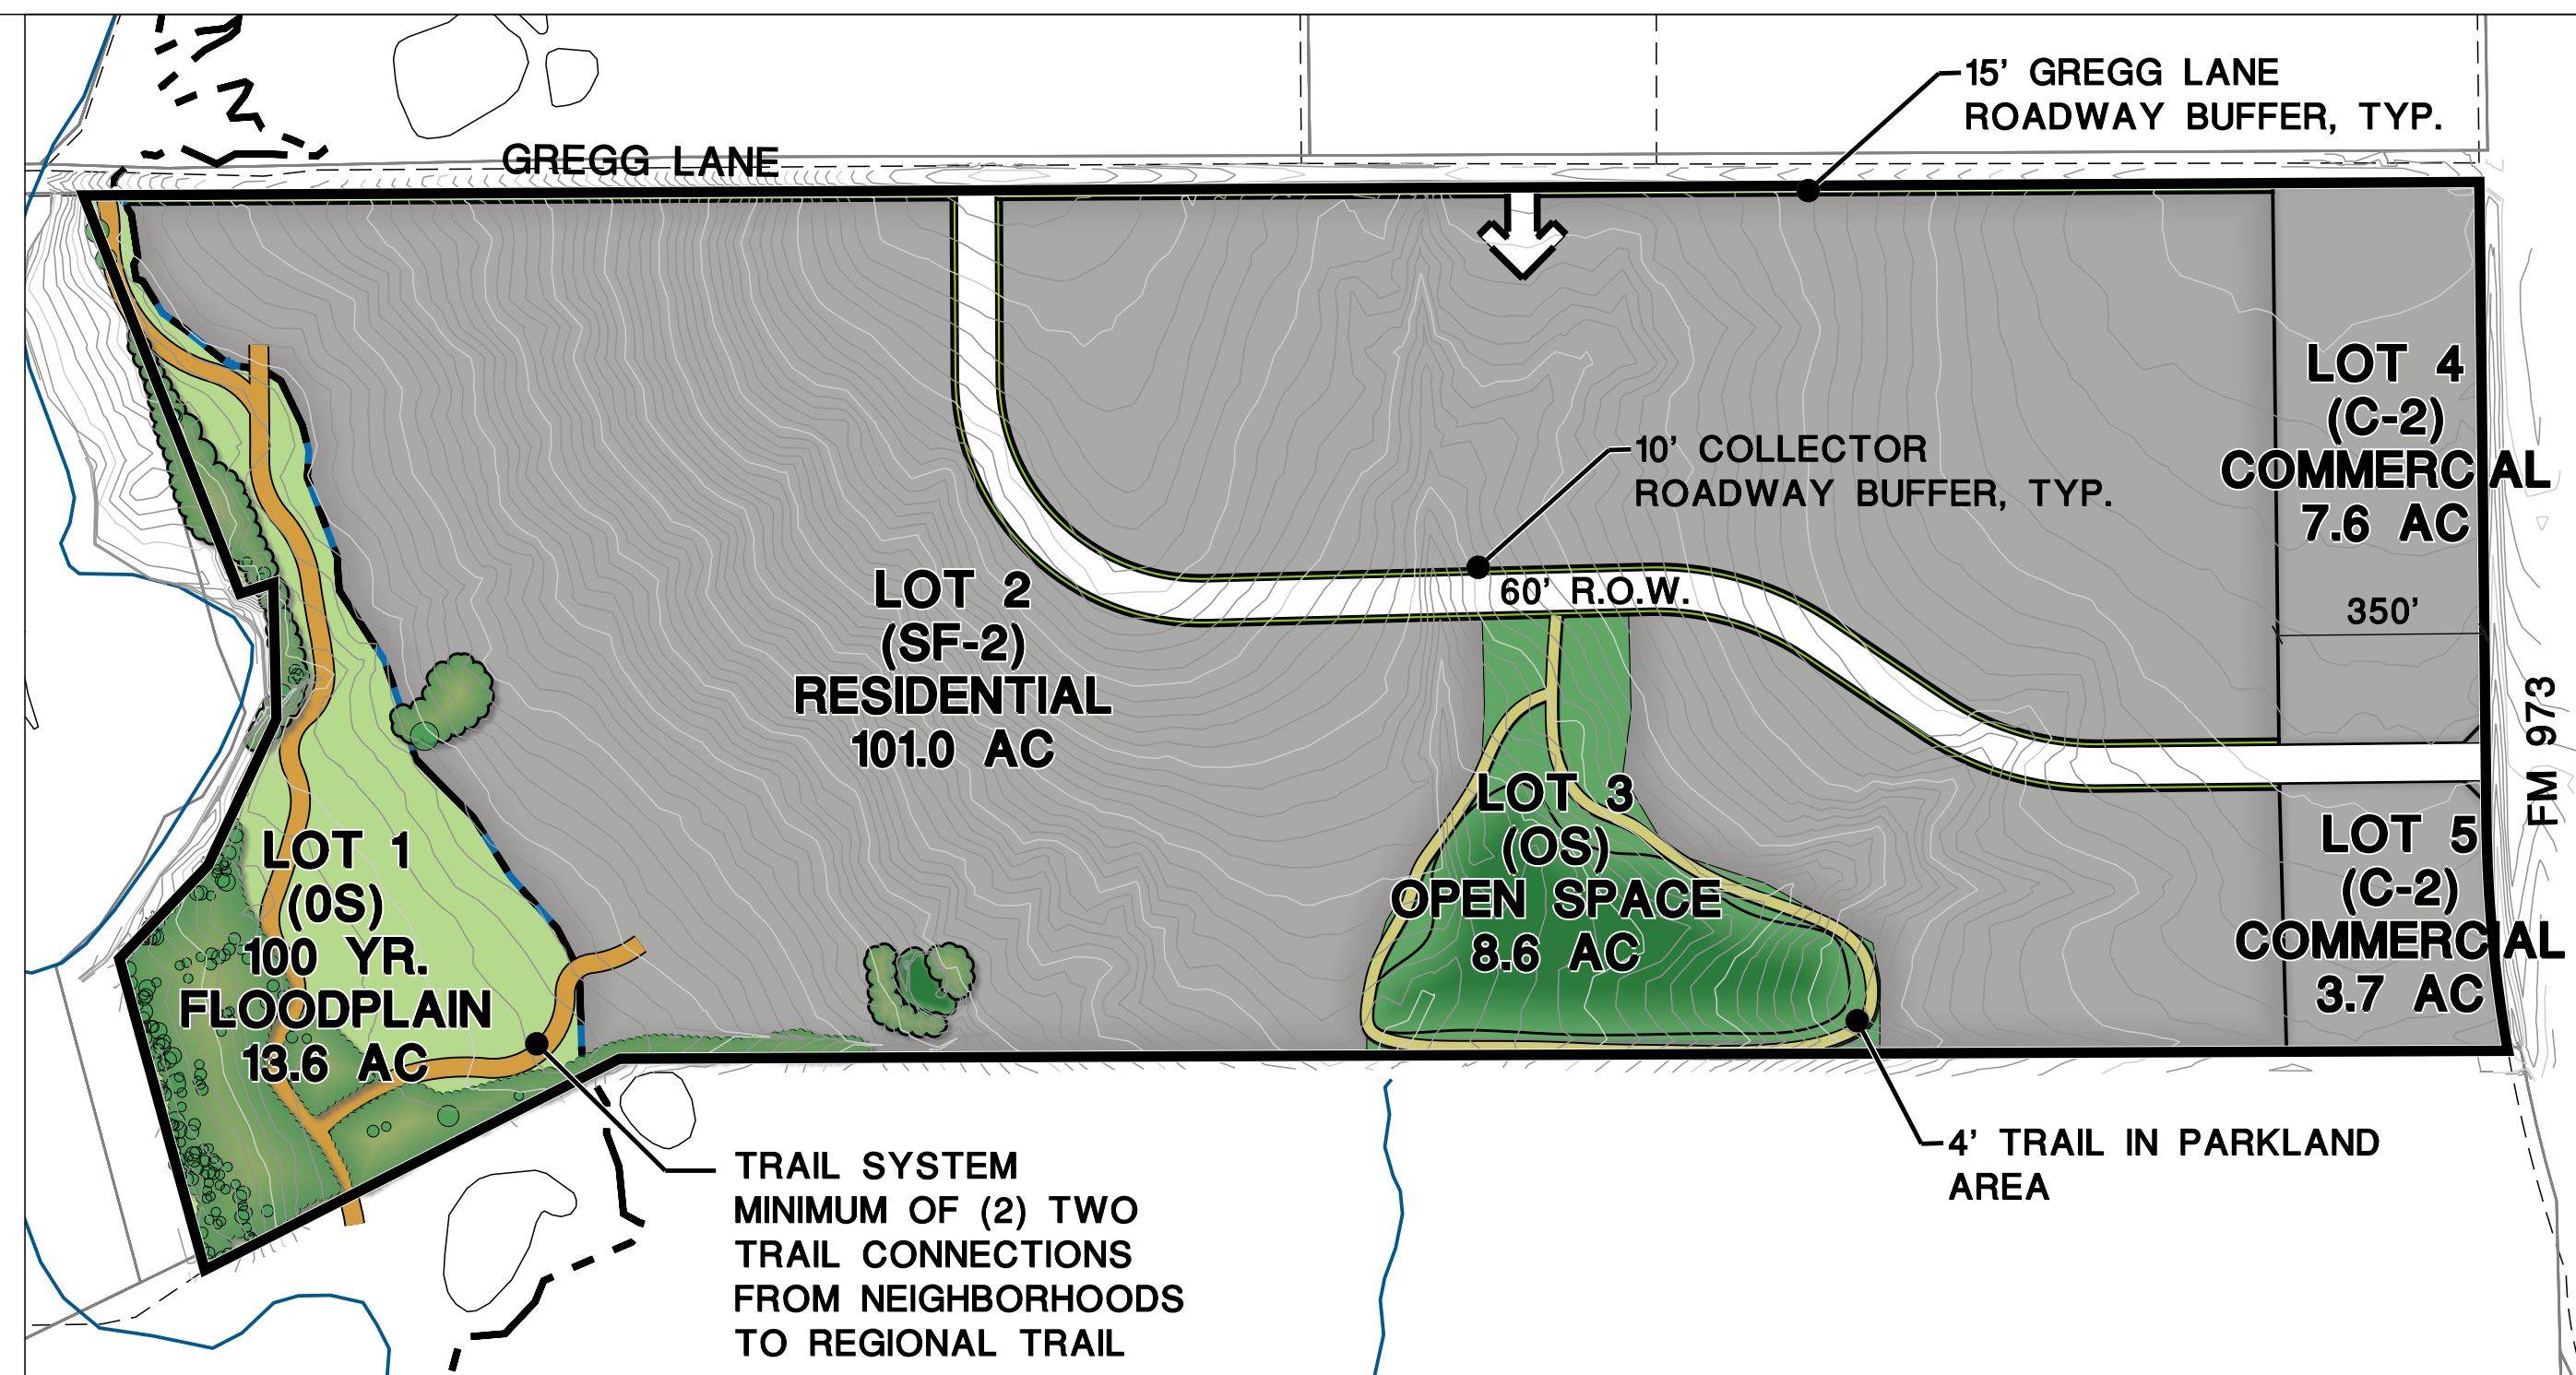 15' GREGG LANE
ROADWAY BUFFER, TYP.
GREGG LANE
LOT 4
(C-2)
COMMERCIAL
7.6 AC
350'
10' COLLECTOR
ROADWAY BUFFER, TYP.
60' R.O.W.
LOT 2
(SF-2)
RESIDENTIAL
101.0 AC
FM 973
LOT 3
(OS)
OPEN SPACE
8.6 AC
LOT 5
(C-2)
COMMERCIAL
3.7 AC
LOT 1
(0S)
100 YR.
FLOODPLAIN
13.6 AC
4' TRAIL IN PARKLAND
AREA
TRAIL SYSTEM
MINIMUM OF (2) TWO
TRAIL CONNECTIONS
FROM NEIGHBORHOODS
TO REGIONAL TRAIL